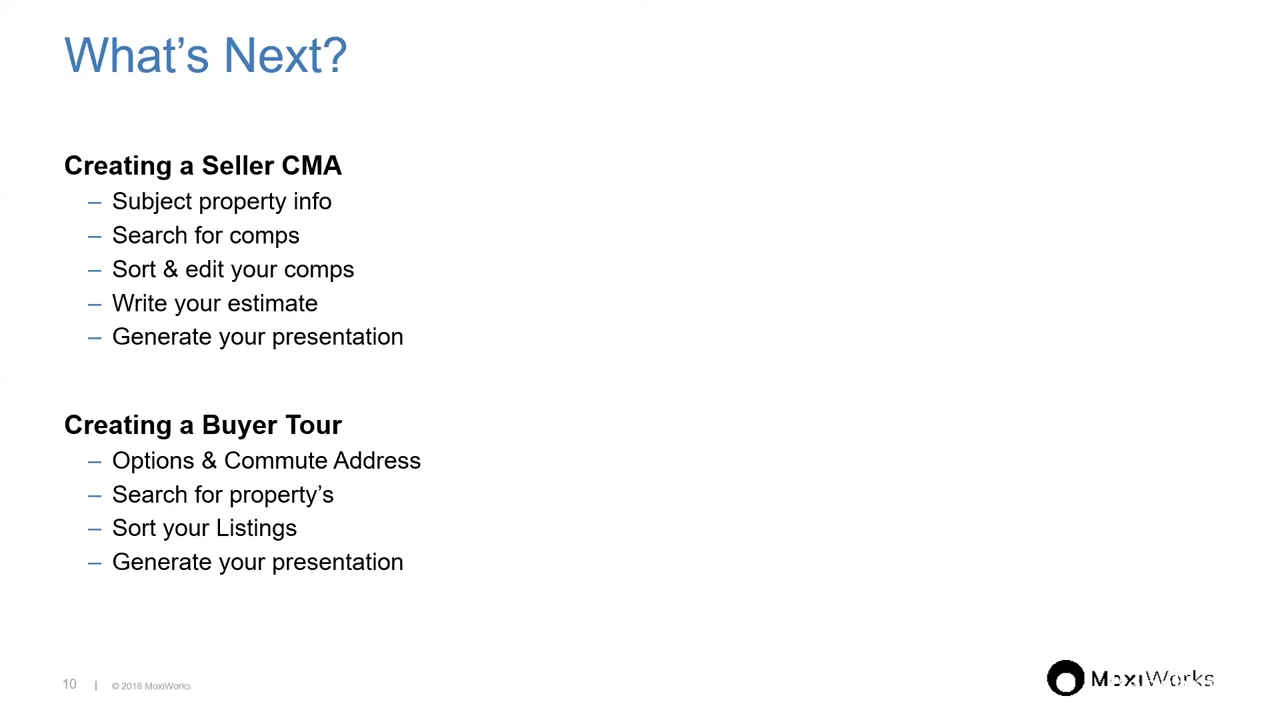 What's Next?
Creating a Seller CMA
– Subject property info
– Search for comps
– Sort & edit your comps
– Write your estimate
– Generate your presentation
Creating a Buyer Tour
– Options & Commute Address
– Search for property's
– Sort your Listings
– Generate your presentation
10 | © 2018 MoxiWorks
MoxiWorks